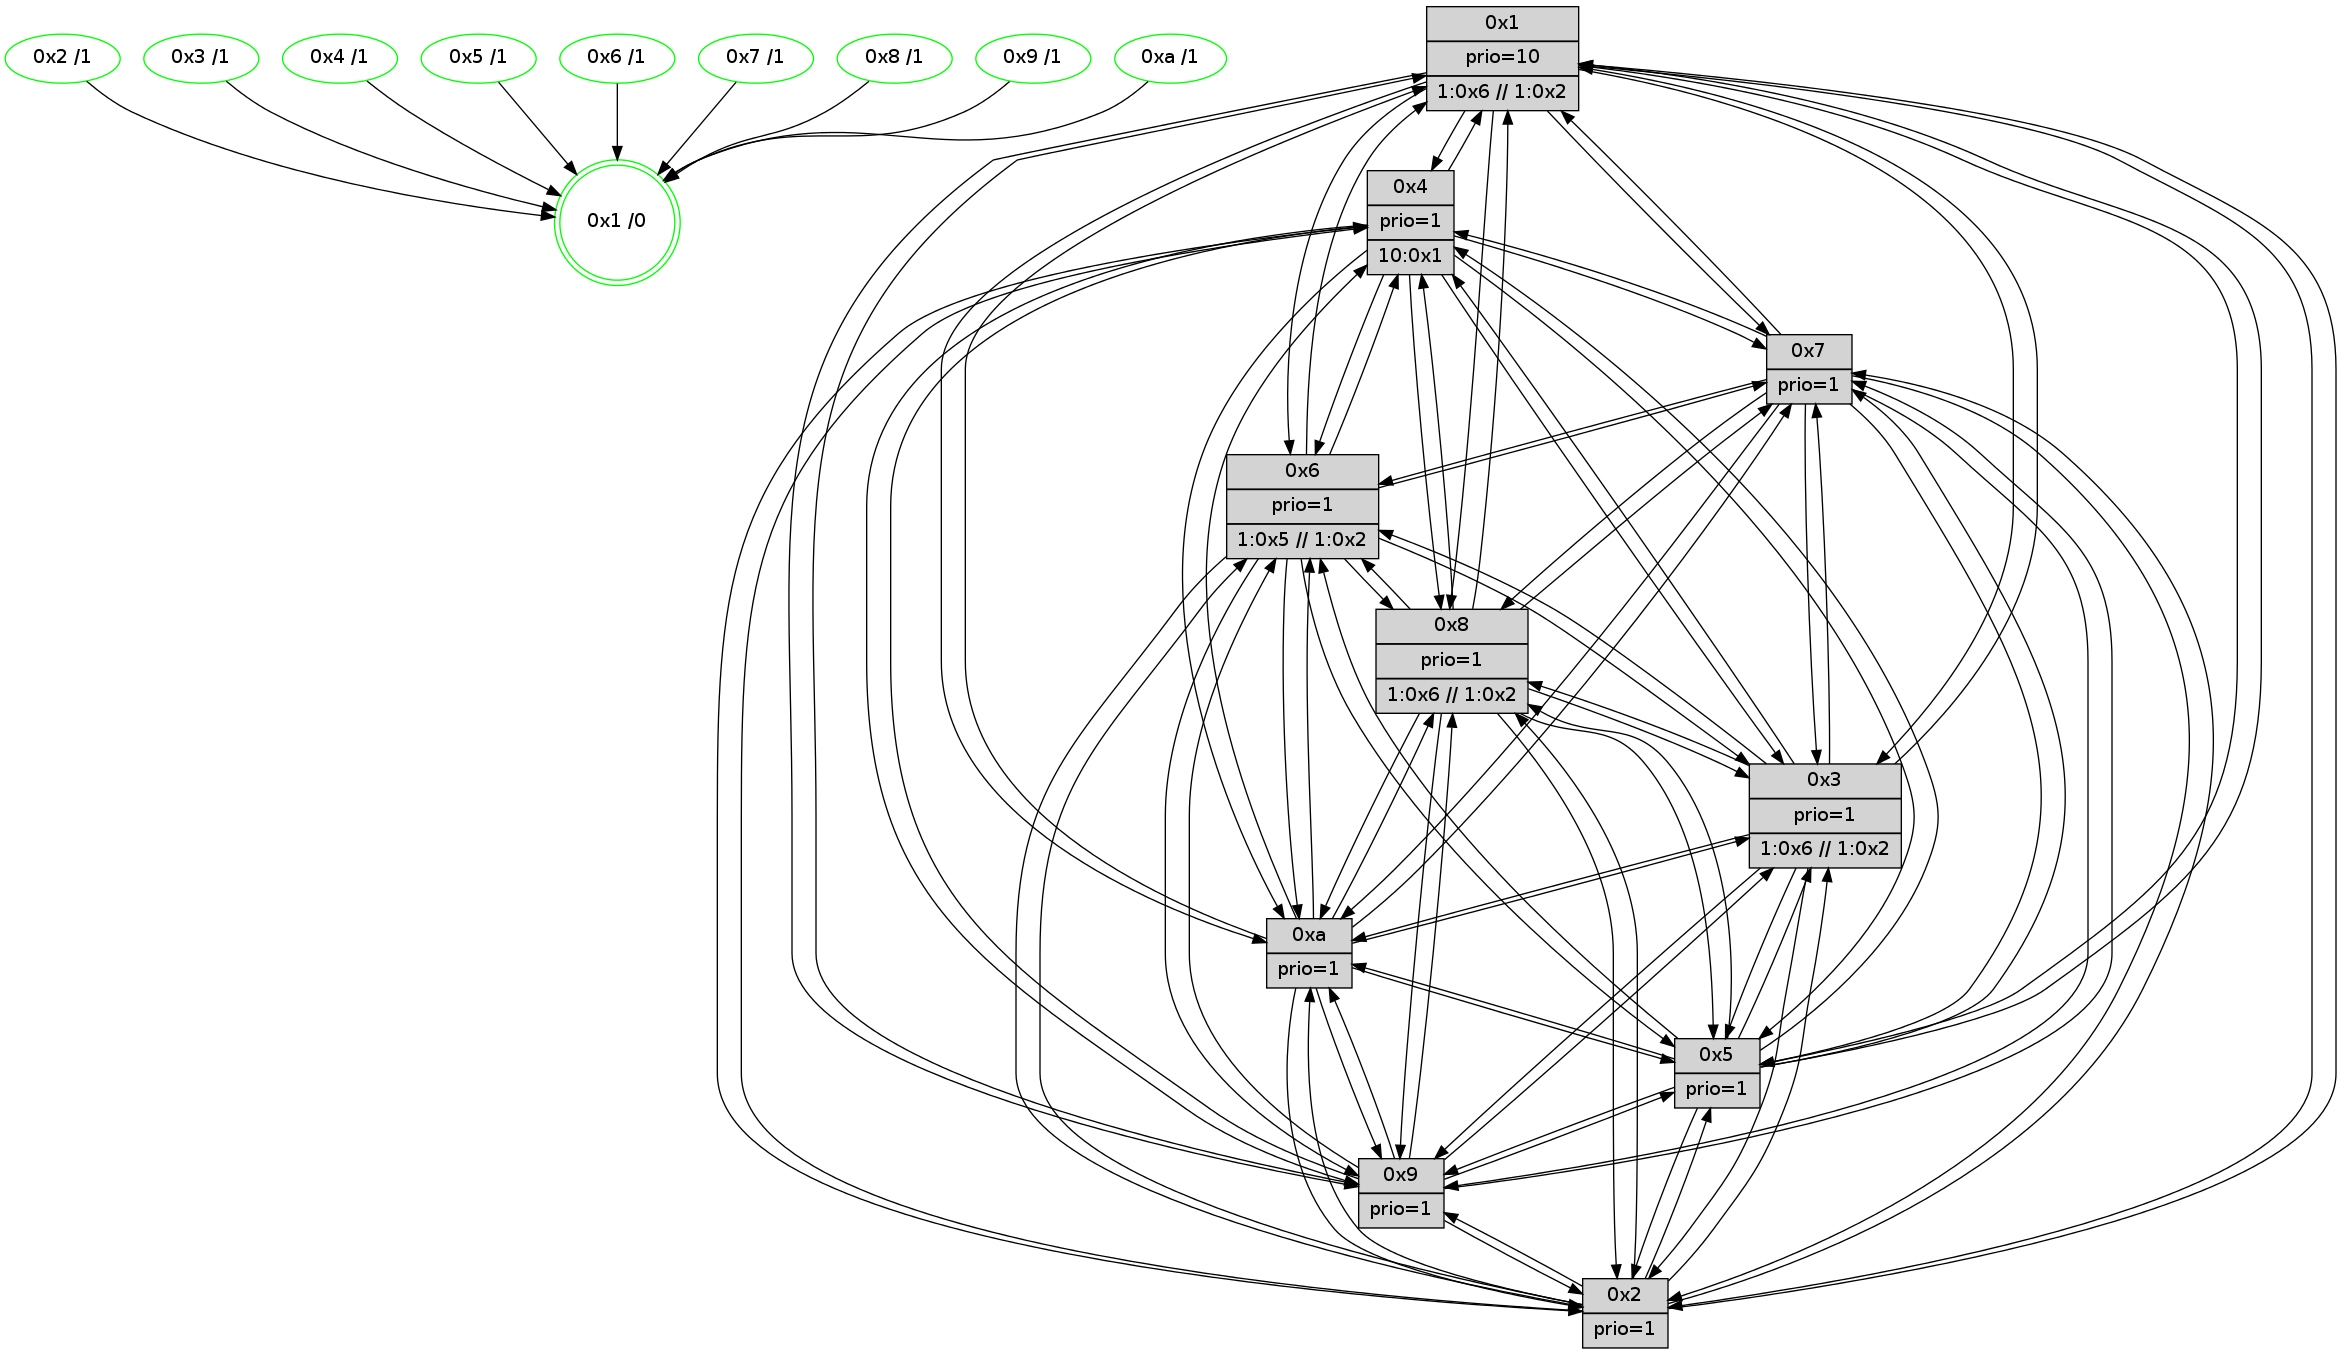 0x2 /1
0x3 /1
0x4 /1
0x5 /1
0x6 /1
0x7 /1
0x8 /1
0x9 /1
0xa /1
0x1 /0
0x1
prio=10
1:0x6 // 1:0x2
0x4
prio=1
10:0x1
0x7
prio=1
0x6
prio=1
1:0x5 // 1:0x2
0x8
prio=1
1:0x6 // 1:0x2
0x3
prio=1
1:0x6 // 1:0x2
0xa
prio=1
0x5
prio=1
0x9
prio=1
0x2
prio=1